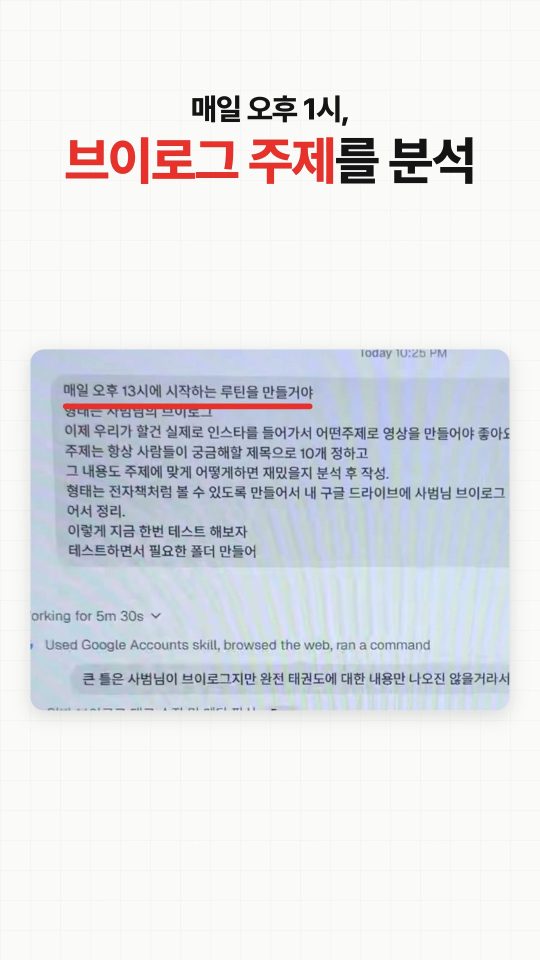 매일 오후 1시,
브이로그 주제를 분석
Today 10:25 PM
매일 오후 13시에 시작하는 루틴을 만들거야
형태는 사범님의 브이로그
이제 우리가 할건 실제로 인스타를 들어가서 어떤주제로 영상을 만들어야 좋아요
주제는 항상 사람들이 궁금해할 제목으로 10개 정하고
그 내용도 주제에 맞게 어떻게하면 재밌을지 분석 후 작성.
형태는 전자책처럼 볼 수 있도록 만들어서 내 구글 드라이브에 사범님 브이로그
어서 정리.
이렇게 지금 한번 테스트 해보자
테스트하면서 필요한 폴더 만들어
orking for 5m 30s
Used Google Accounts skill, browsed the web, ran a command
큰 틀은 사범님이 브이로그지만 완전 태권도에 대한 내용만 나오진 않을거라서